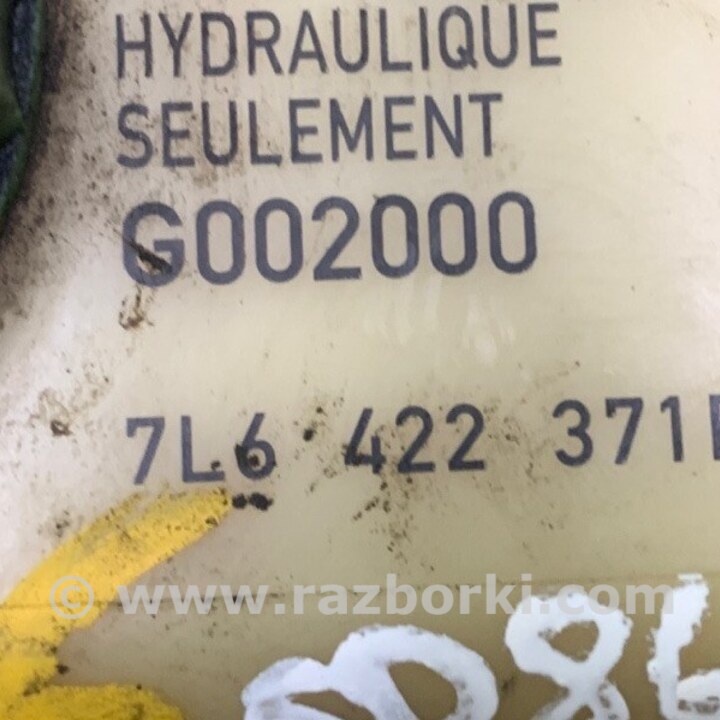 HYDRAULIQUE
SEULEMENT
G002000
7L6 422 371
© www.razborki.com